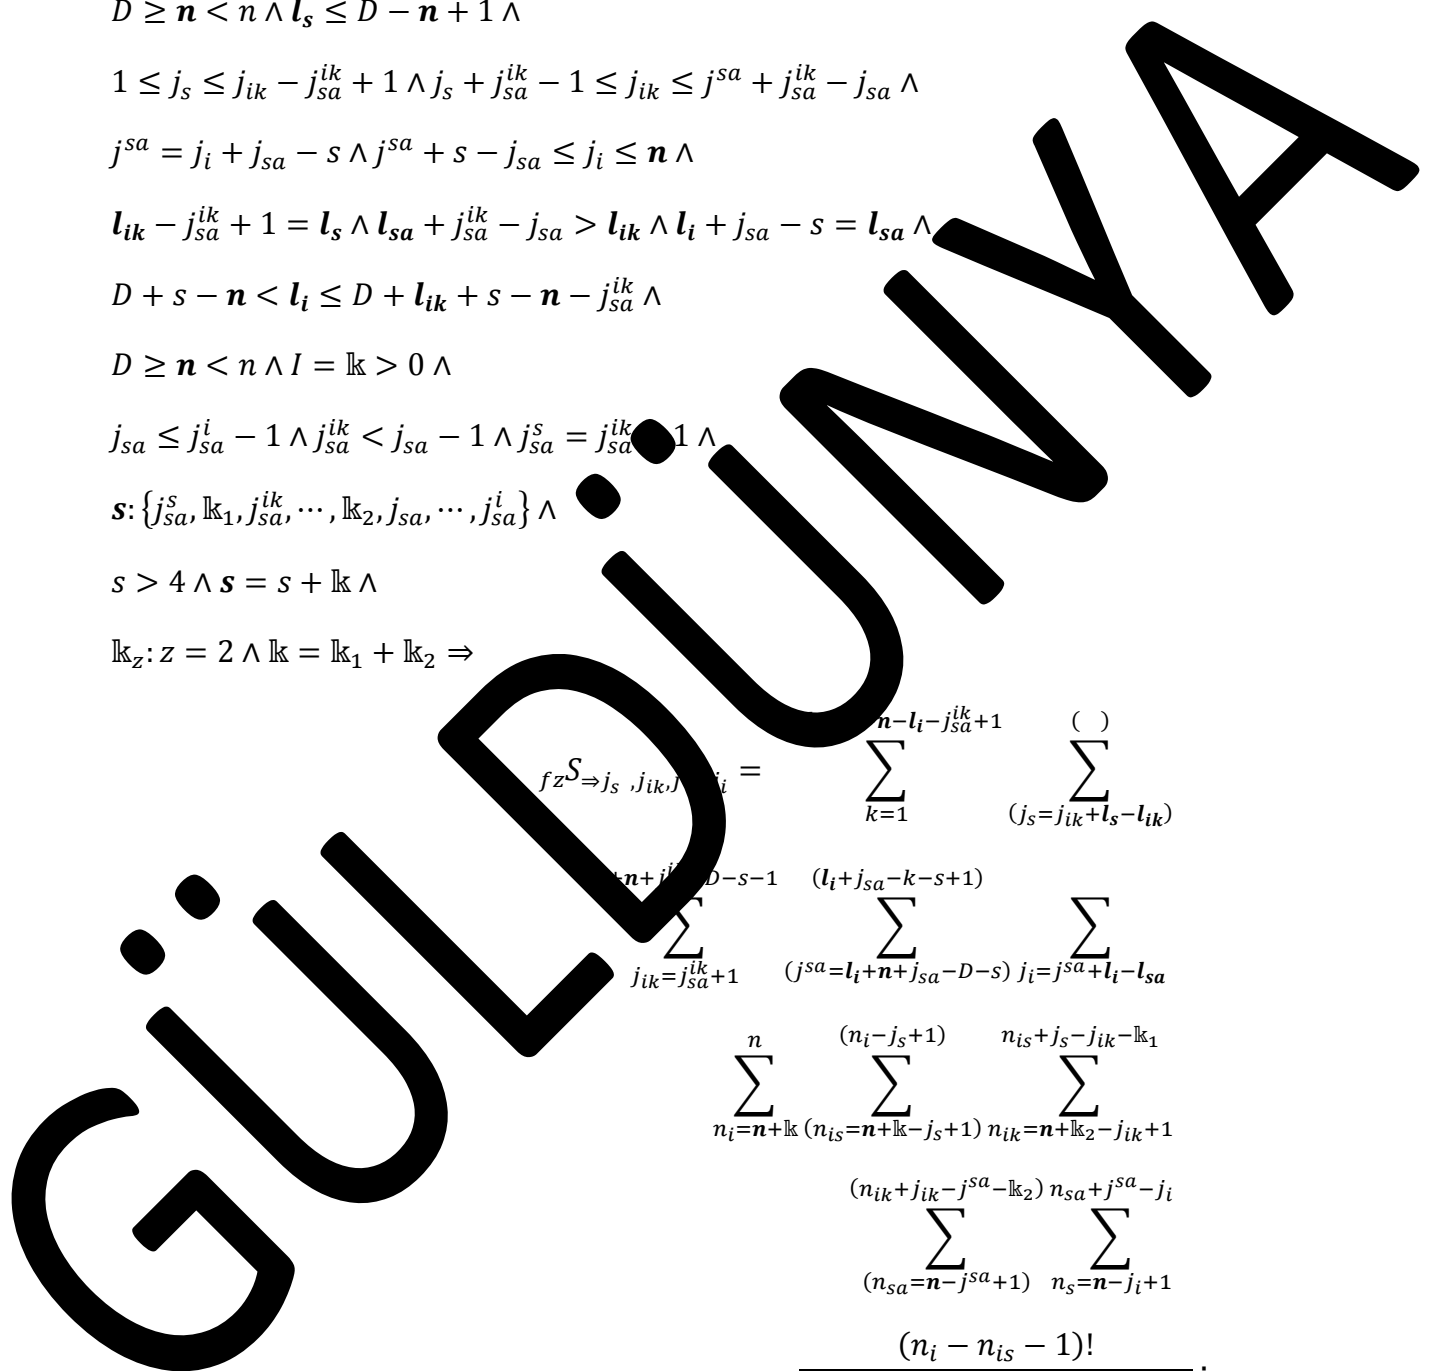 D ≥ n < n ∧ l_s ≤ D − n + 1 ∧
1 ≤ j_s ≤ j_{ik} − j_{sa}^{ik} + 1 ∧ j_s + j_{sa}^{ik} − 1 ≤ j_{ik} ≤ j^{sa} + j_{sa}^{ik} − j_{sa} ∧
j^{sa} = j_i + j_{sa} − s ∧ j^{sa} + s − j_{sa} ≤ j_i ≤ n ∧
l_{ik} − j_{sa}^{ik} + 1 = l_s ∧ l_{sa} + j_{sa}^{ik} − j_{sa} > l_{ik} ∧ l_i + j_{sa} − s = l_{sa} ∧
D + s − n < l_i ≤ D + l_{ik} + s − n − j_{sa}^{ik} ∧
D ≥ n < n ∧ I = 𝕜 > 0 ∧
j_{sa} ≤ j_{sa}^{i} − 1 ∧ j_{sa}^{ik} < j_{sa} − 1 ∧ j_{sa}^{s} = j_{sa}^{ik} 1 ∧
s: {j_{sa}^{s}, 𝕜_1, j_{sa}^{ik}, ⋯, 𝕜_2, j_{sa}, ⋯, j_{sa}^{i}} ∧
s > 4 ∧ s = s + 𝕜 ∧
𝕜_z: z = 2 ∧ 𝕜 = 𝕜_1 + 𝕜_2 ⇒
n−l_i−j_{sa}^{ik}+1 ( )
_{fz}S_{⇒j_s ,j_{ik}, i} = ∑ ∑
k=1 (j_s=j_{ik}+l_s−l_{ik})
+n+j D−s−1 (l_i+j_{sa}−k−s+1)
∑ ∑ ∑
j_{ik}=j_{sa}^{ik}+1 (j^{sa}=l_i+n+j_{sa}−D−s) j_i=j^{sa}+l_i−l_{sa}
n (n_i−j_s+1) n_{is}+j_s−j_{ik}−𝕜_1
∑ ∑ ∑
n_i=n+𝕜 (n_{is}=n+𝕜−j_s+1) n_{ik}=n+𝕜_2−j_{ik}+1
(n_{ik}+j_{ik}−j^{sa}−𝕜_2) n_{sa}+j^{sa}−j_i
∑ ∑
(n_{sa}=n−j^{sa}+1) n_s=n−j_i+1
(n_i − n_{is} − 1)!
GÜLDÜNYA